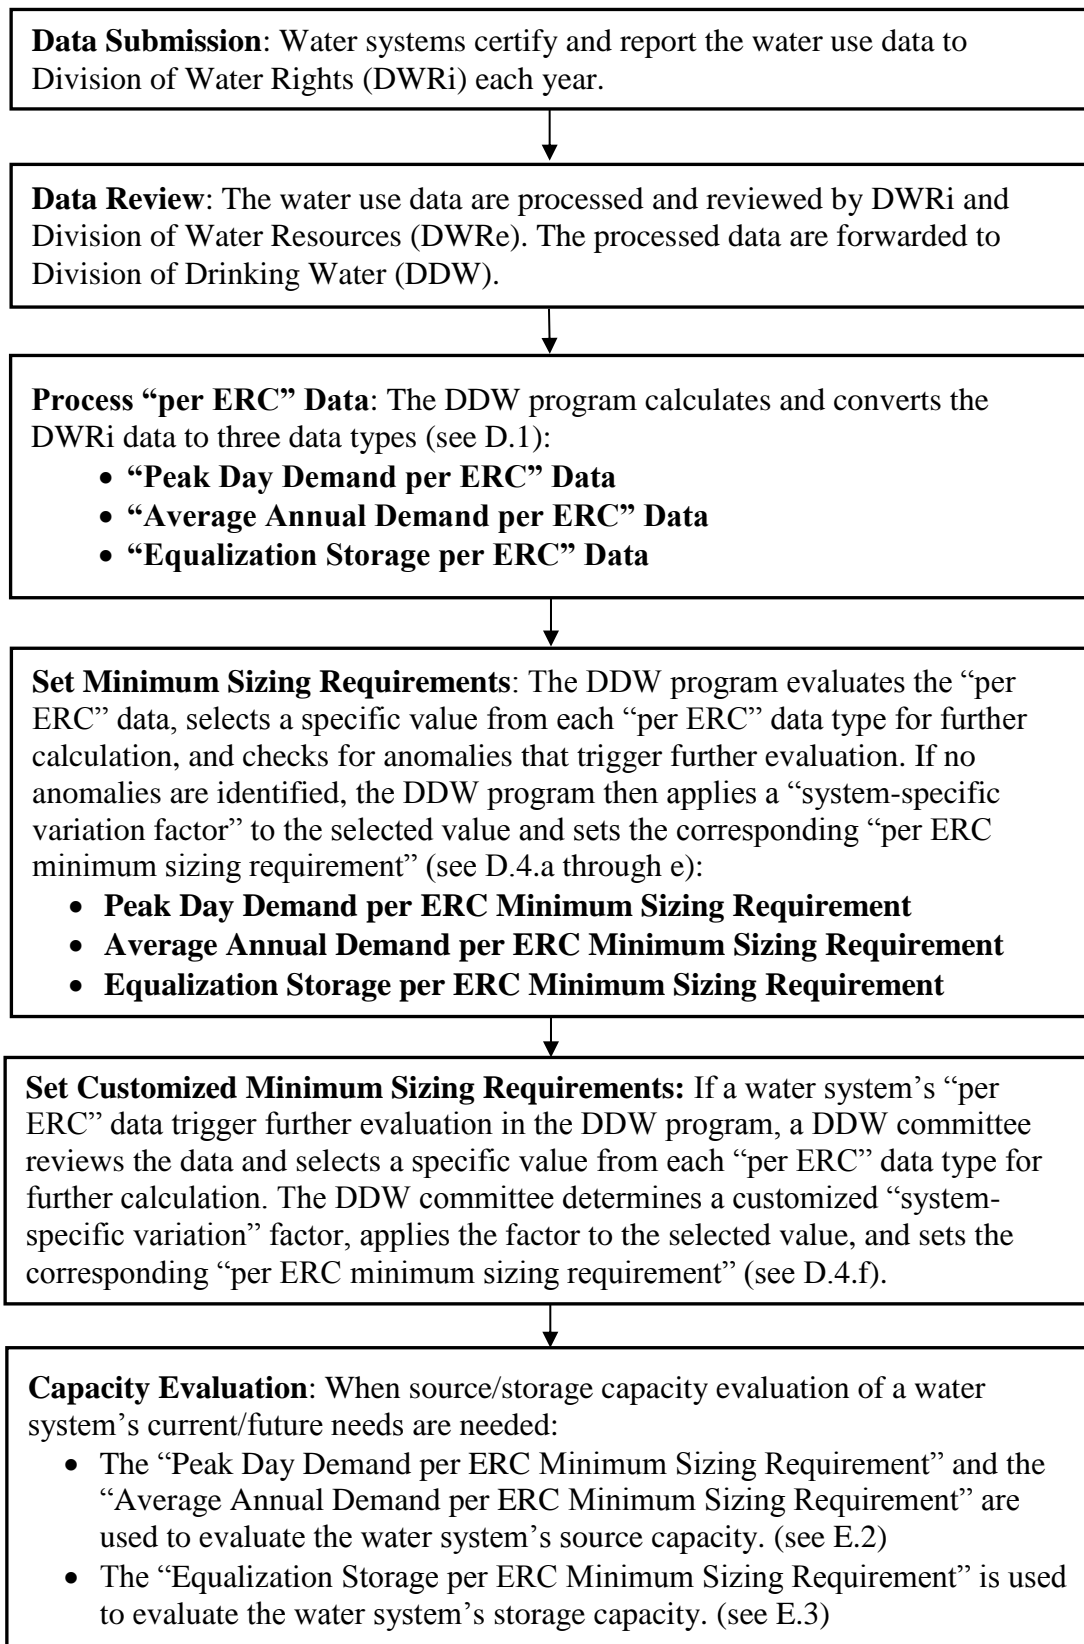 Data Submission: Water systems certify and report the water use data to
Division of Water Rights (DWRi) each year.
Data Review: The water use data are processed and reviewed by DWRi and
Division of Water Resources (DWRe). The processed data are forwarded to
Division of Drinking Water (DDW).
Process “per ERC” Data: The DDW program calculates and converts the
DWRi data to three data types (see D.1):
• “Peak Day Demand per ERC” Data
• “Average Annual Demand per ERC” Data
• “Equalization Storage per ERC” Data
Set Minimum Sizing Requirements: The DDW program evaluates the “per
ERC” data, selects a specific value from each “per ERC” data type for further
calculation, and checks for anomalies that trigger further evaluation. If no
anomalies are identified, the DDW program then applies a “system-specific
variation factor” to the selected value and sets the corresponding “per ERC
minimum sizing requirement” (see D.4.a through e):
• Peak Day Demand per ERC Minimum Sizing Requirement
• Average Annual Demand per ERC Minimum Sizing Requirement
• Equalization Storage per ERC Minimum Sizing Requirement
Set Customized Minimum Sizing Requirements: If a water system’s “per
ERC” data trigger further evaluation in the DDW program, a DDW committee
reviews the data and selects a specific value from each “per ERC” data type for
further calculation. The DDW committee determines a customized “system-
specific variation” factor, applies the factor to the selected value, and sets the
corresponding “per ERC minimum sizing requirement” (see D.4.f).
Capacity Evaluation: When source/storage capacity evaluation of a water
system’s current/future needs are needed:
• The “Peak Day Demand per ERC Minimum Sizing Requirement” and the
“Average Annual Demand per ERC Minimum Sizing Requirement” are
used to evaluate the water system’s source capacity. (see E.2)
• The “Equalization Storage per ERC Minimum Sizing Requirement” is used
to evaluate the water system’s storage capacity. (see E.3)